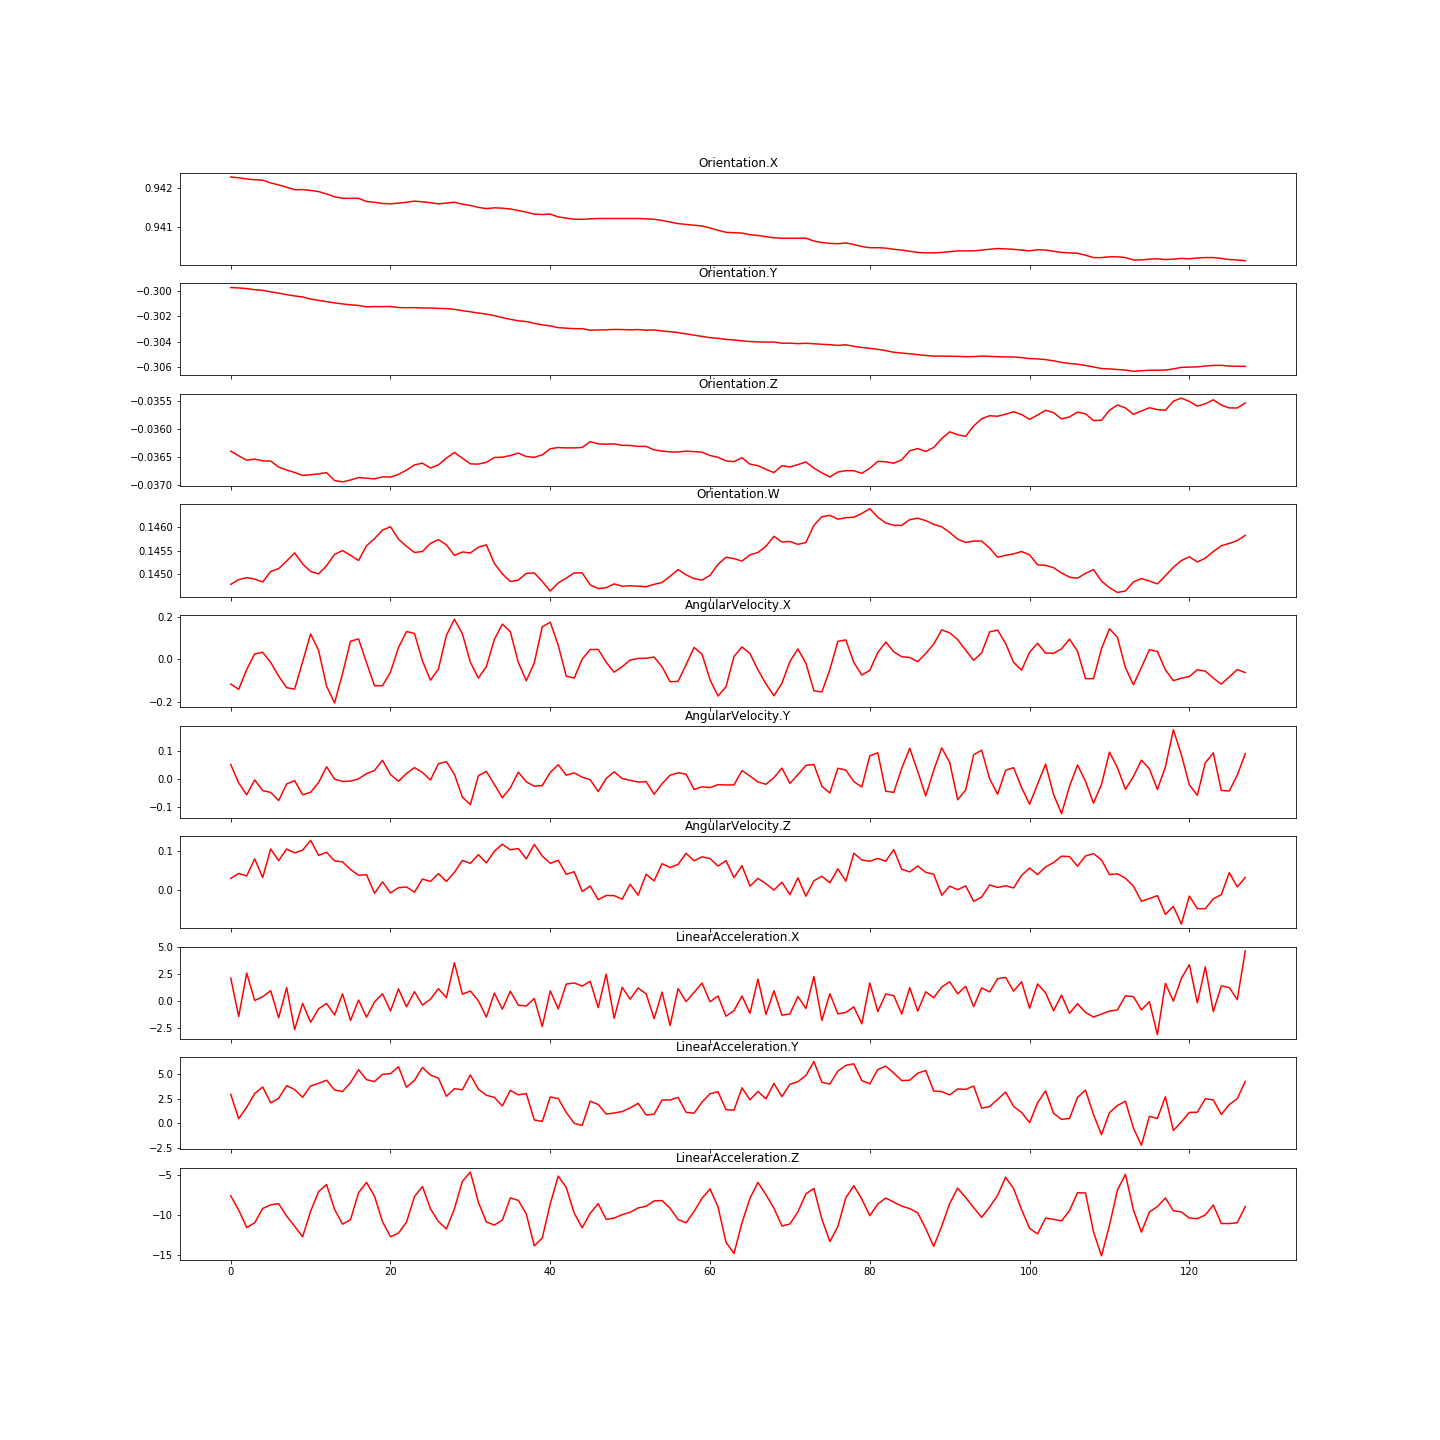 Orientation.X
0.942
0.941
Orientation.Y
−0.300
−0.302
−0.304
−0.306
Orientation.Z
−0.0355
−0.0360
−0.0365
−0.0370
Orientation.W
0.1460
0.1455
0.1450
AngularVelocity.X
0.2
0.0
−0.2
AngularVelocity.Y
0.1
0.0
−0.1
AngularVelocity.Z
0.1
0.0
LinearAcceleration.X
5.0
2.5
0.0
−2.5
LinearAcceleration.Y
5.0
2.5
0.0
−2.5
LinearAcceleration.Z
−5
−10
−15
0 20 40 60 80 100 120